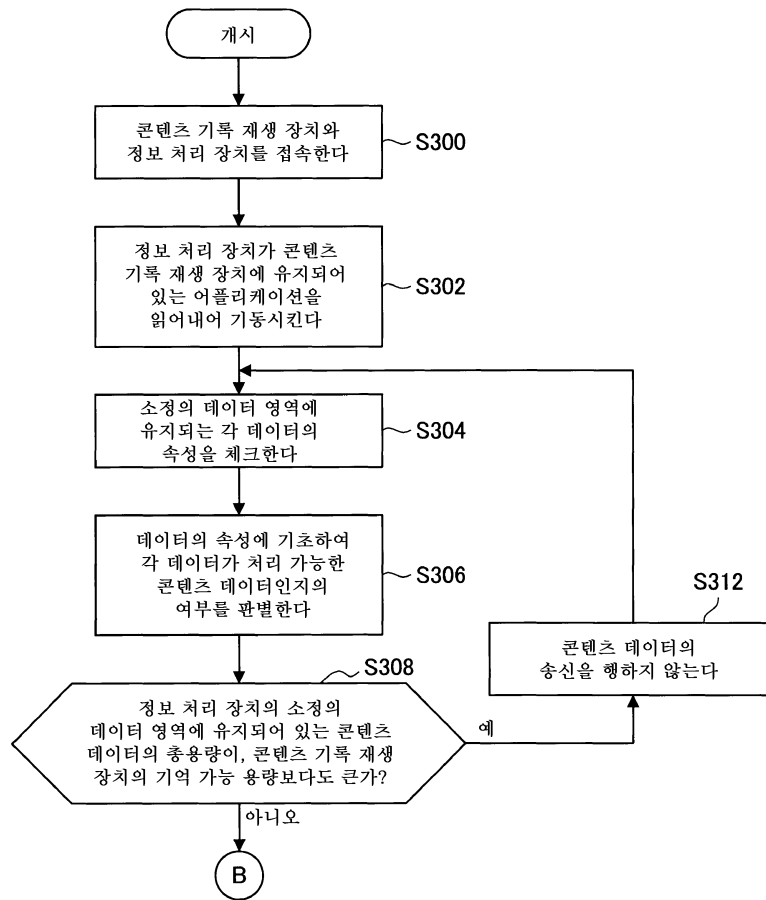 개시
콘텐츠 기록 재생 장치와
정보 처리 장치를 접속한다
S300
정보 처리 장치가 콘텐츠
기록 재생 장치에 유지되어
있는 어플리케이션을
읽어내어 기동시킨다
S302
소정의 데이터 영역에
유지되는 각 데이터의
속성을 체크한다
S304
데이터의 속성에 기초하여
각 데이터가 처리 가능한
콘텐츠 데이터인지의
여부를 판별한다
S306
S312
콘텐츠 데이터의
송신을 행하지 않는다
S308
정보 처리 장치의 소정의
데이터 영역에 유지되어 있는 콘텐츠
데이터의 총용량이, 콘텐츠 기록 재생
장치의 기억 가능 용량보다도 큰가?
예
아니오
B